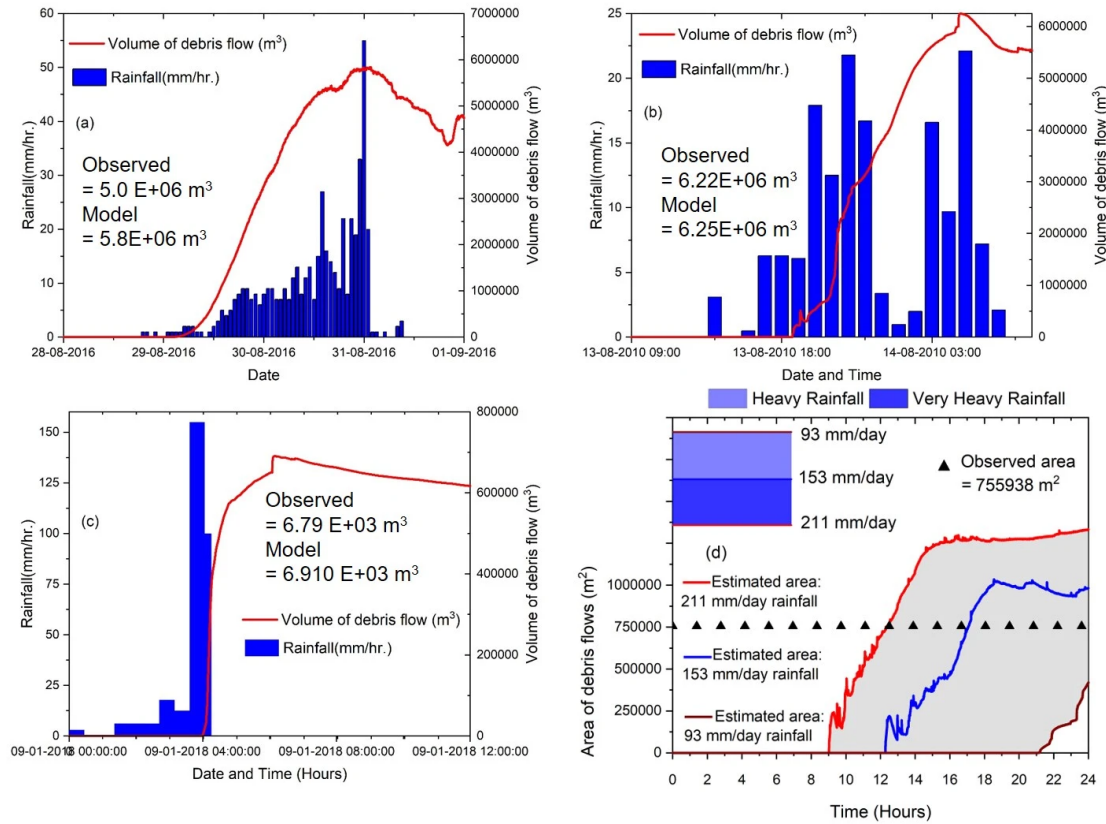 Rainfall(mm/hr.)
60
50
40
30
20
10
0
Volume of debris flow (m³)
Rainfall(mm/hr.)
(a)
Observed
= 5.0 E+06 m³
Model
= 5.8E+06 m³
7000000
6000000
5000000
4000000
3000000
2000000
1000000
0
Volume of debris flow (m³)
28-08-2016 29-08-2016 30-08-2016 31-08-2016 01-09-2016
Date
Rainfall(mm/hr.)
25
20
15
10
5
0
Volume of debris flow (m³)
Rainfall(mm/hr.)
(b)
Observed
= 6.22E+06 m³
Model
= 6.25E+06 m³
6000000
5000000
4000000
3000000
2000000
1000000
0
Volume of debris flow (m³)
13-08-2010 09:00 13-08-2010 18:00 14-08-2010 03:00
Date and Time
Rainfall(mm/hr.)
150
125
100
75
50
25
0
(c)
Observed
= 6.79 E+03 m³
Model
= 6.910 E+03 m³
Volume of debris flow (m³)
Rainfall(mm/hr.)
800000
600000
400000
200000
0
Volume of debris flow (m³)
09-01-2018 00:00:00 09-01-2018 04:00:00 09-01-2018 08:00:00 09-01-2018 12:00:00
Date and Time (Hours)
Heavy Rainfall Very Heavy Rainfall
93 mm/day
153 mm/day
211 mm/day
Observed area
= 755938 m²
(d)
Estimated area:
211 mm/day rainfall
Estimated area:
153 mm/day rainfall
Estimated area:
93 mm/day rainfall
Area of debris flows (m²)
1000000
750000
500000
250000
0
0 2 4 6 8 10 12 14 16 18 20 22 24
Time (Hours)